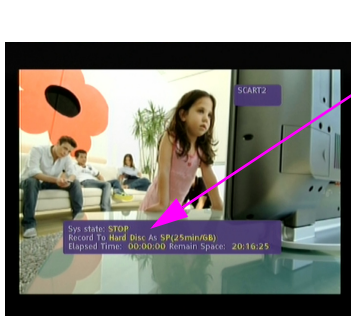 SCART2
Sys state: STOP
Record To Hard Disc As SP(25min/GB)
Elapsed Time: 00:00:00 Remain Space: 20:16:25